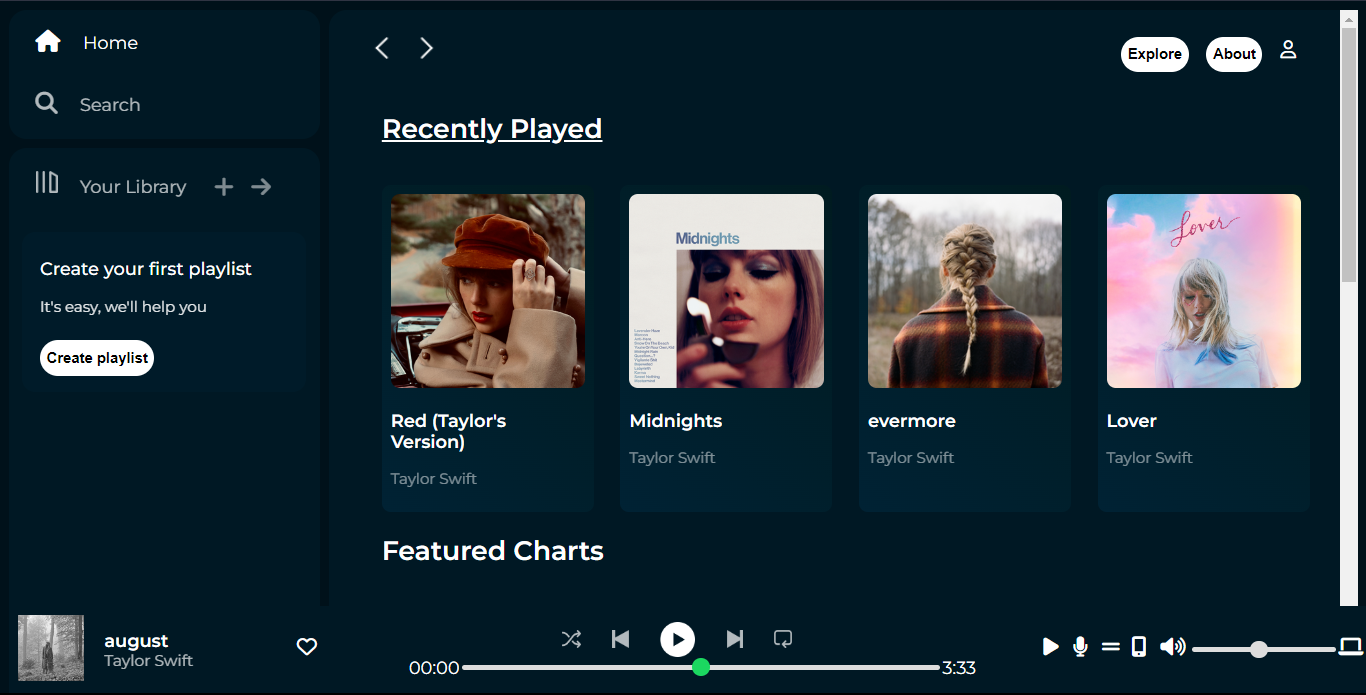 Home
Search
Your Library
Create your first playlist
It's easy, we'll help you
Create playlist
Explore
About
Recently Played
Midnights
Lover
Red (Taylor's
Version)
Taylor Swift
Midnights
Taylor Swift
evermore
Taylor Swift
Lover
Taylor Swift
Featured Charts
august
Taylor Swift
00:00
3:33